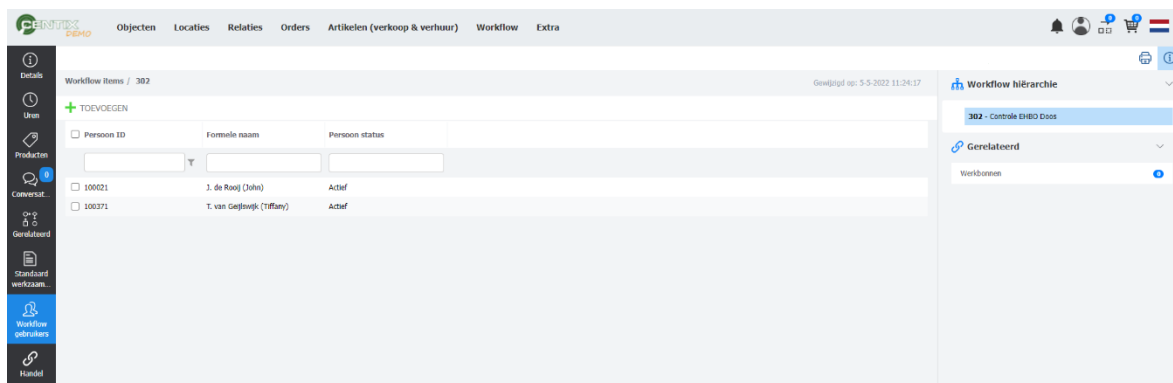 CENTIX
DEMO
Objecten Locaties Relaties Orders Artikelen (verkoop & verhuur) Workflow Extra
0 0
Details
Workflow items / 302
Gewijzigd op: 5-5-2022 11:24:17
Workflow hiërarchie
Uren
TOEVOEGEN
302 - Controle EHBO Doos
Persoon ID Formele naam Persoon status
Producten
Gerelateerd
0
Werkbonnen 0
Conversat...
100021 J. de Rooij (John) Actief
100371 T. van Geijlswijk (Tiffany) Actief
Gerelateerd
Standaard
werkzaam...
Workflow
gebruikers
Handel